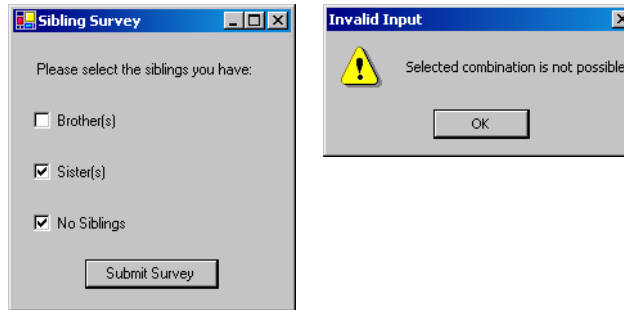 Sibling Survey
Please select the siblings you have:
Brother(s)
Sister(s)
No Siblings
Submit Survey
Invalid Input
Selected combination is not possible
OK